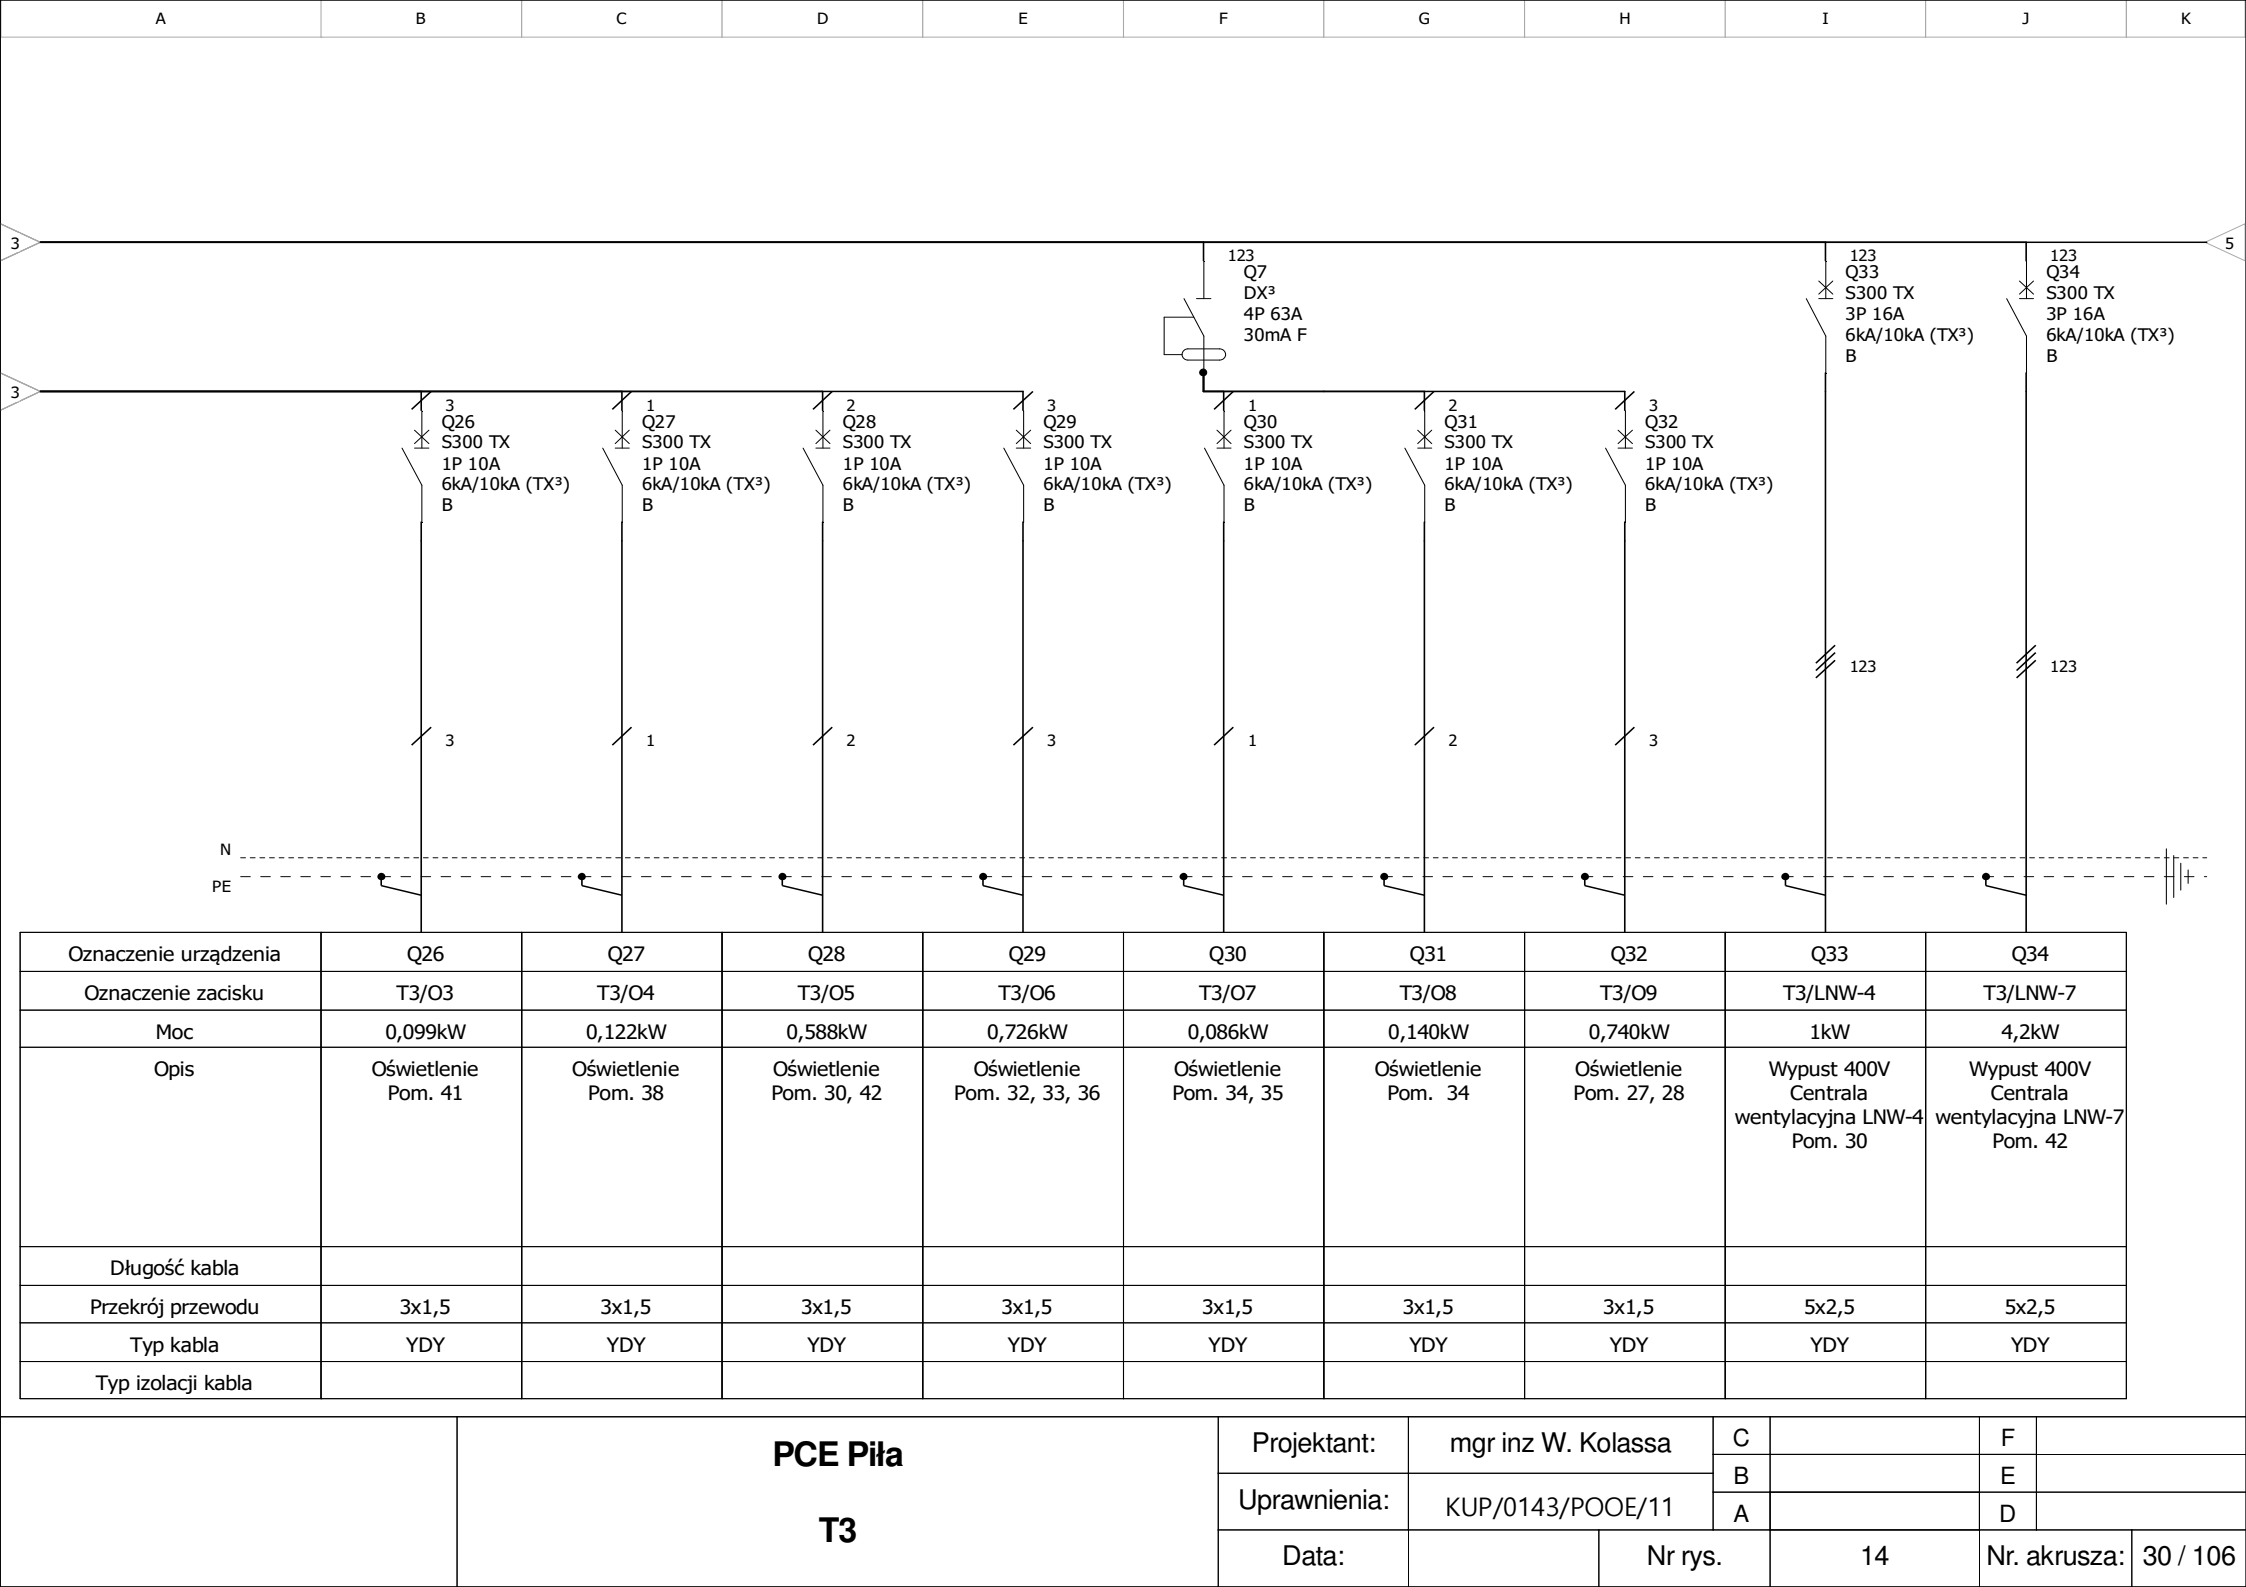 A B C D E F G H I J K
3 5
123
Q7
DX³
4P 63A
30mA F
123
Q33
S300 TX
3P 16A
6kA/10kA (TX³)
B
123
Q34
S300 TX
3P 16A
6kA/10kA (TX³)
B
3
3
Q26
S300 TX
1P 10A
6kA/10kA (TX³)
B
1
Q27
S300 TX
1P 10A
6kA/10kA (TX³)
B
2
Q28
S300 TX
1P 10A
6kA/10kA (TX³)
B
3
Q29
S300 TX
1P 10A
6kA/10kA (TX³)
B
1
Q30
S300 TX
1P 10A
6kA/10kA (TX³)
B
2
Q31
S300 TX
1P 10A
6kA/10kA (TX³)
B
3
Q32
S300 TX
1P 10A
6kA/10kA (TX³)
B
123 123
3 1 2 3 1 2 3
N
PE
Oznaczenie urządzenia Q26 Q27 Q28 Q29 Q30 Q31 Q32 Q33 Q34
Oznaczenie zacisku T3/O3 T3/O4 T3/O5 T3/O6 T3/O7 T3/O8 T3/O9 T3/LNW-4 T3/LNW-7
Moc 0,099kW 0,122kW 0,588kW 0,726kW 0,086kW 0,140kW 0,740kW 1kW 4,2kW
Opis
Oświetlenie
Pom. 41
Oświetlenie
Pom. 38
Oświetlenie
Pom. 30, 42
Oświetlenie
Pom. 32, 33, 36
Oświetlenie
Pom. 34, 35
Oświetlenie
Pom. 34
Oświetlenie
Pom. 27, 28
Wypust 400V
Centrala
wentylacyjna LNW-4
Pom. 30
Wypust 400V
Centrala
wentylacyjna LNW-7
Pom. 42
Długość kabla
Przekrój przewodu 3x1,5 3x1,5 3x1,5 3x1,5 3x1,5 3x1,5 3x1,5 5x2,5 5x2,5
Typ kabla YDY YDY YDY YDY YDY YDY YDY YDY YDY
Typ izolacji kabla
PCE Piła
T3
Projektant: mgr inz W. Kolassa
Uprawnienia: KUP/0143/POOE/11
C F
B E
A D
Data: Nr rys. 14 Nr. akrusza: 30 / 106